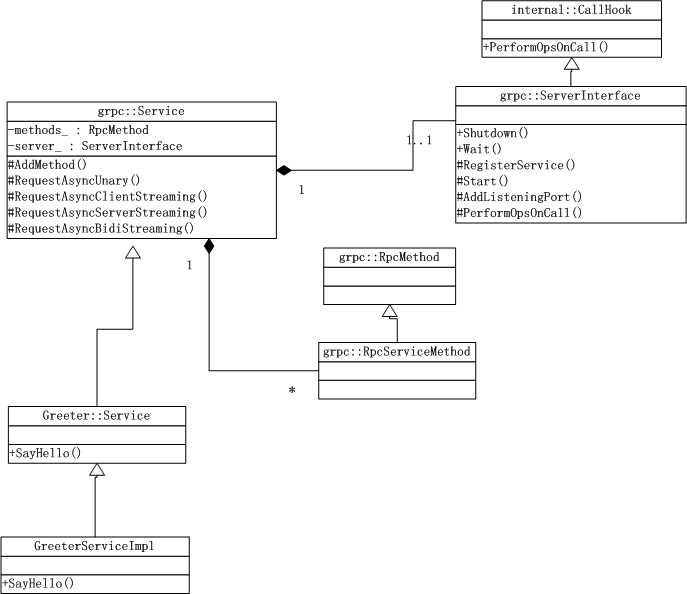 internal::CallHook
+PerformOpsOnCall()
grpc::ServerInterface
+Shutdown()
+Wait()
#RegisterService()
#Start()
#AddListeningPort()
#PerformOpsOnCall()
grpc::Service
-methods_ : RpcMethod
-server_ : ServerInterface
#AddMethod()
#RequestAsyncUnary()
#RequestAsyncClientStreaming()
#RequestAsyncServerStreaming()
#RequestAsyncBidiStreaming()
1..1
1
1
*
grpc::RpcMethod
grpc::RpcServiceMethod
Greeter::Service
+SayHello()
GreeterServiceImpl
+SayHello()